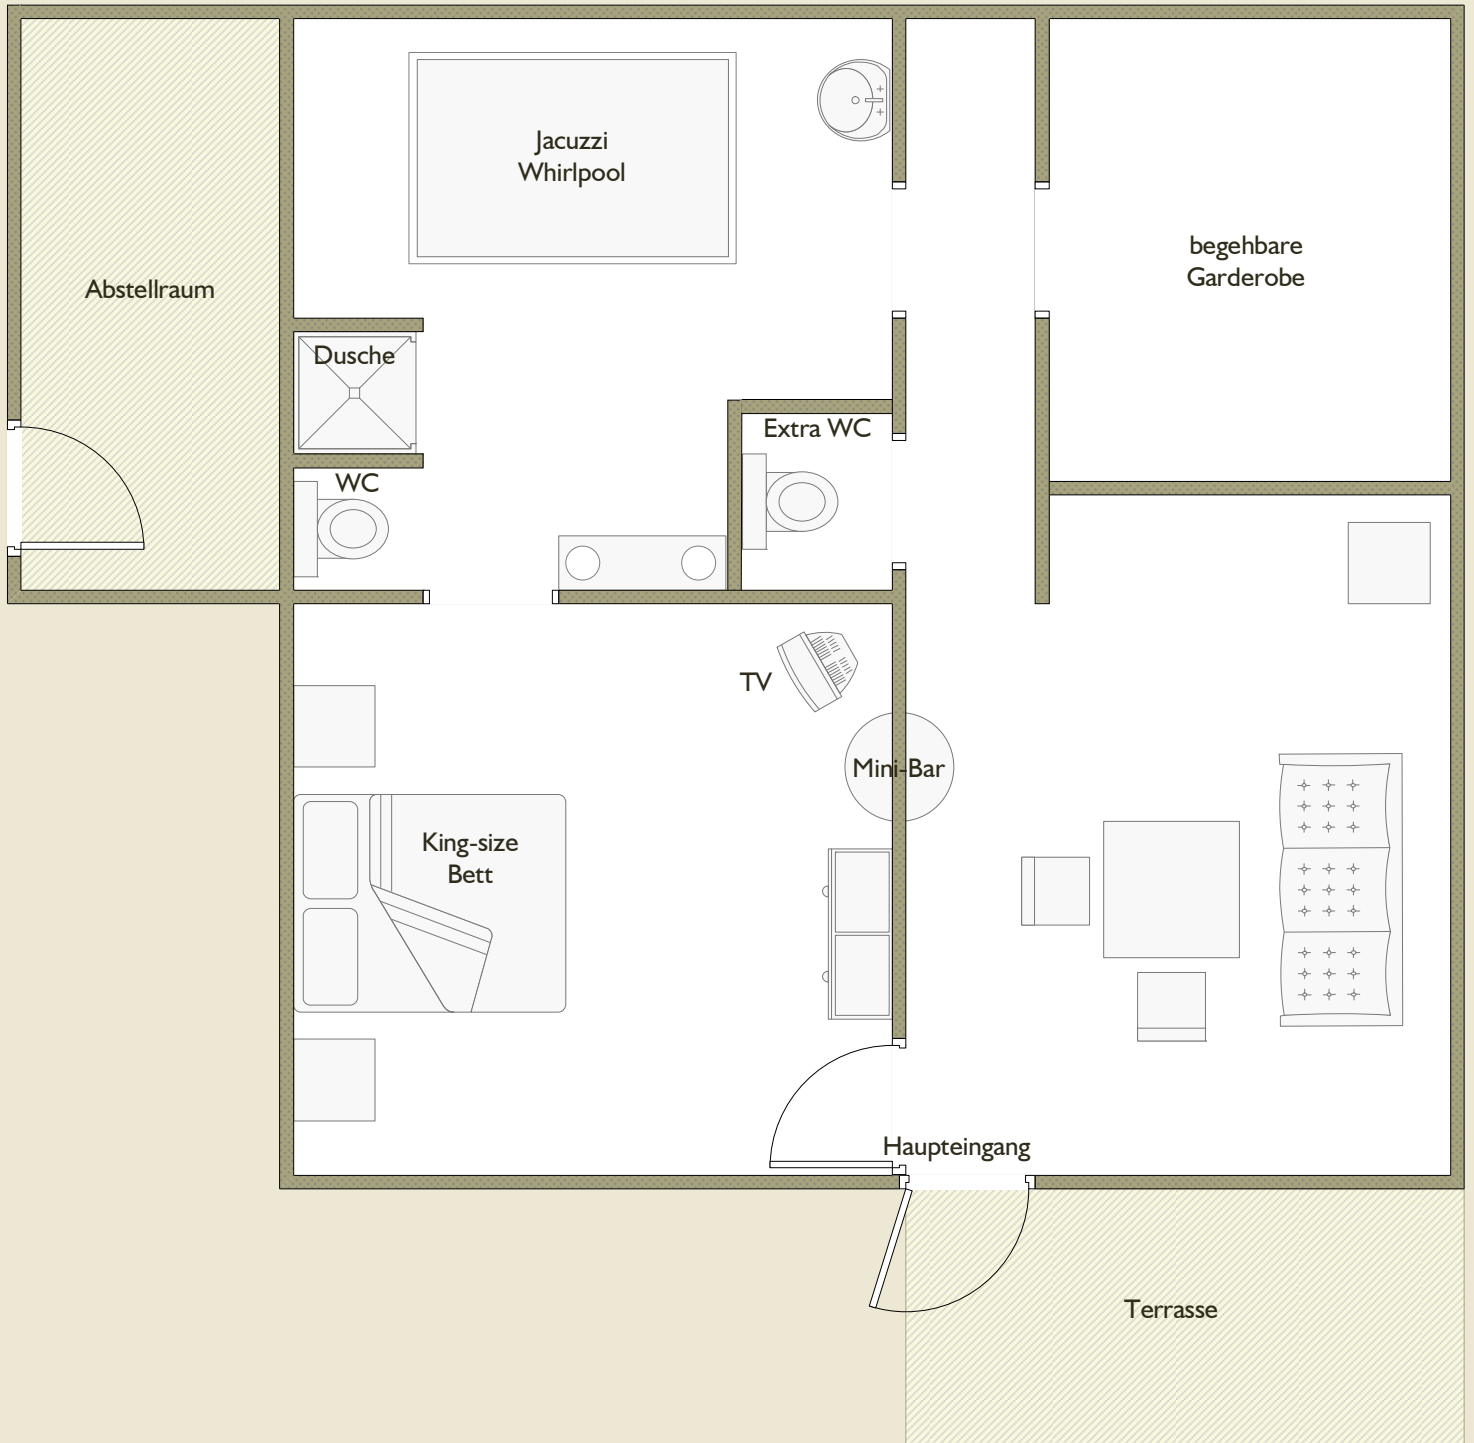 Jacuzzi
Whirlpool
begehbare
Garderobe
Abstellraum
Dusche
Extra WC
WC
TV
Mini-Bar
King-size
Bett
Haupteingang
Terrasse